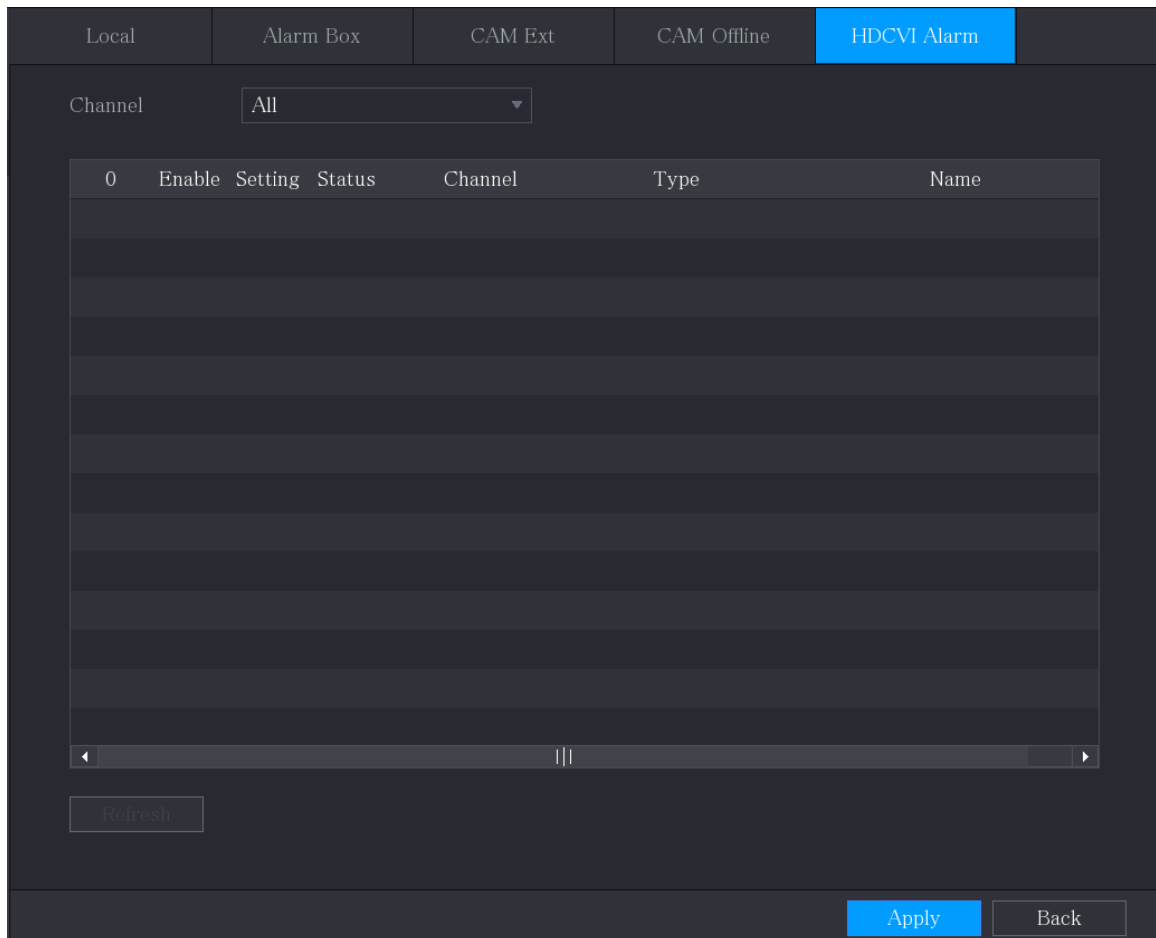 Local Alarm Box CAM Ext CAM Offline HDCVI Alarm
Channel All
0 Enable Setting Status Channel Type Name
Refresh
Apply Back